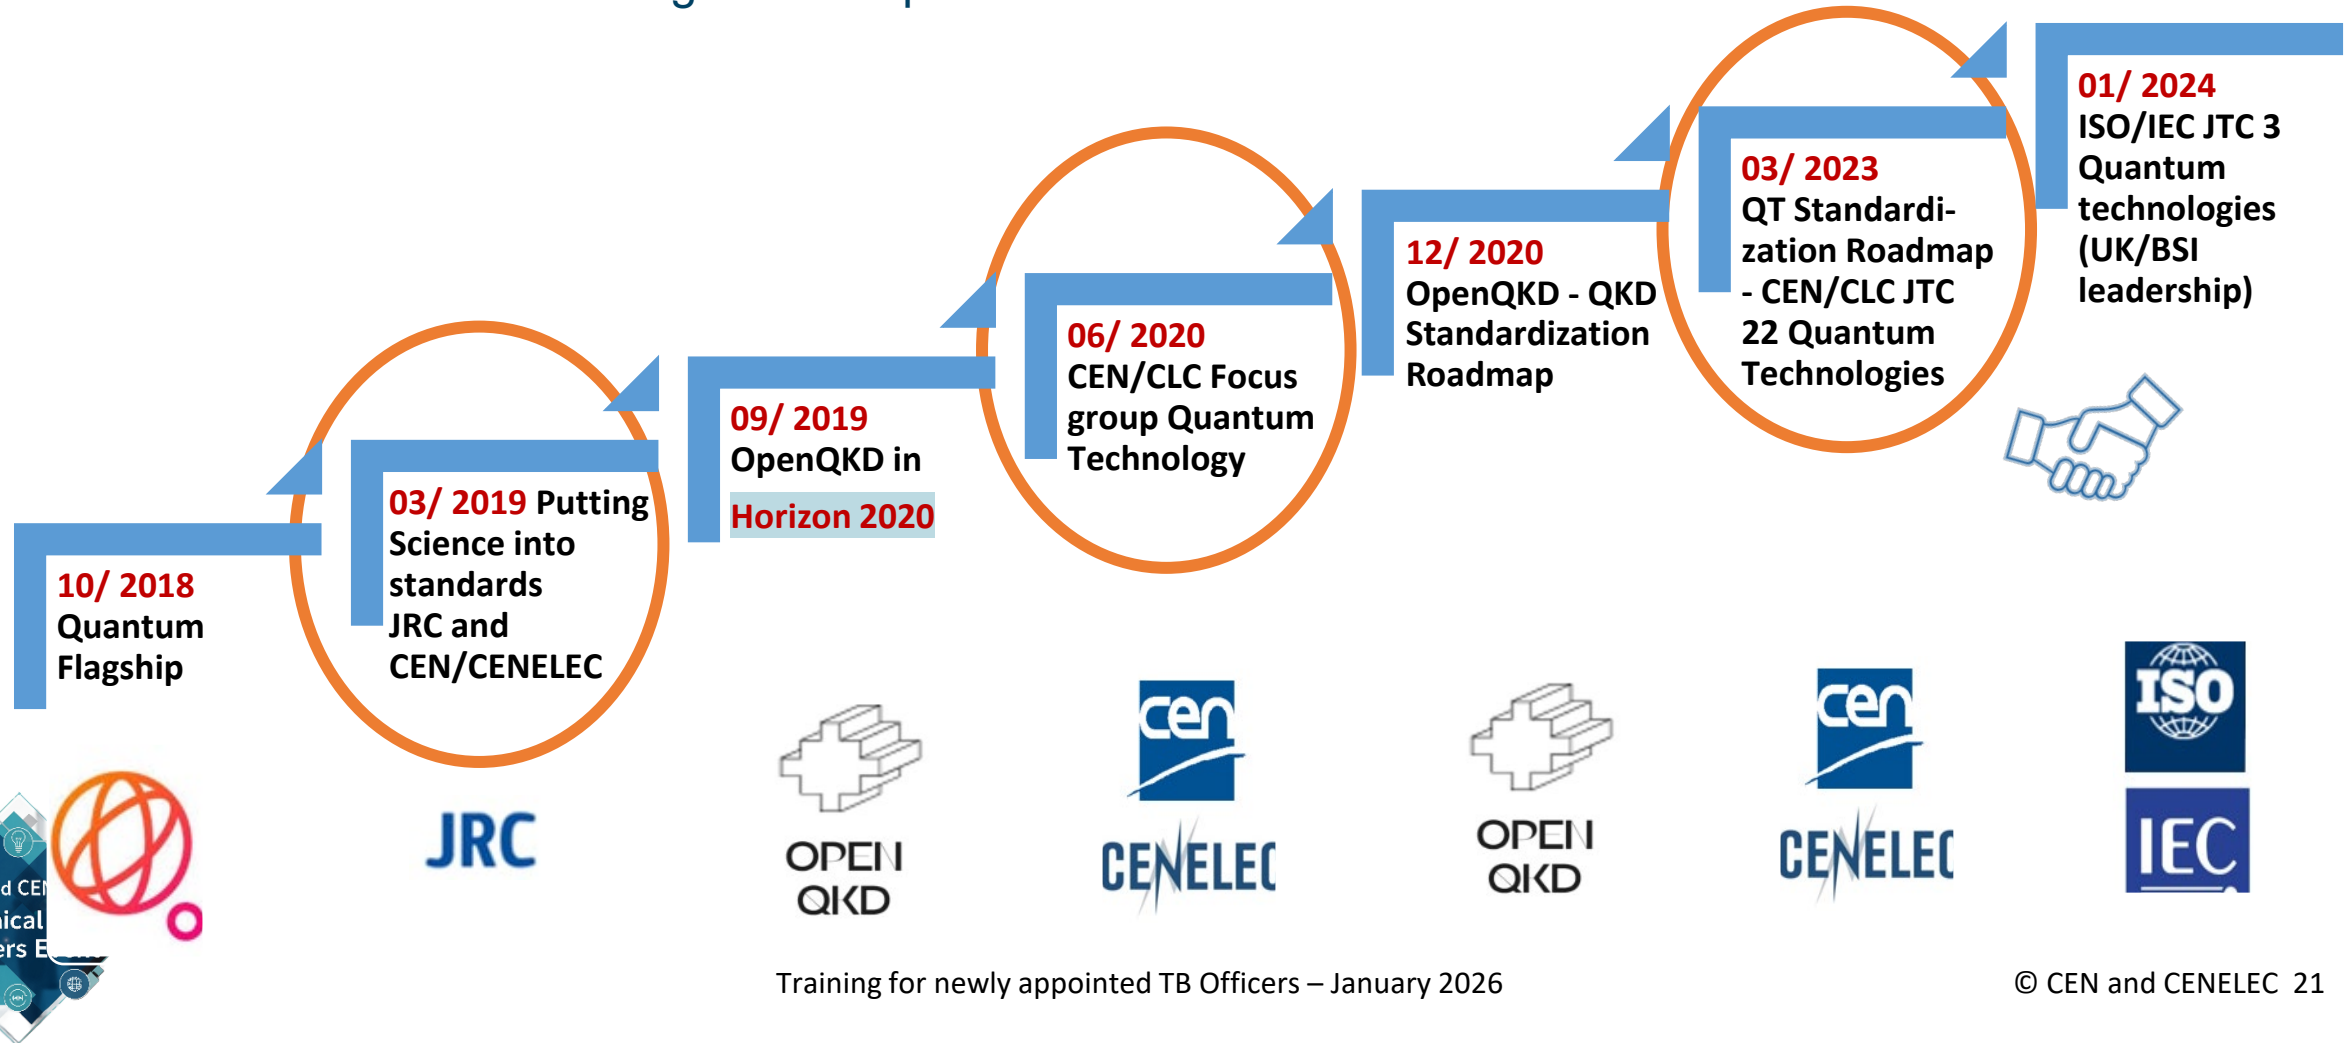 10/ 2018
Quantum
Flagship
03/ 2019 Putting
Science into
standards
JRC and
CEN/CENELEC
09/ 2019
OpenQKD in
Horizon 2020
06/ 2020
CEN/CLC Focus
group Quantum
Technology
12/ 2020
OpenQKD - QKD
Standardization
Roadmap
03/ 2023
QT Standardi-
zation Roadmap
- CEN/CLC JTC
22 Quantum
Technologies
01/ 2024
ISO/IEC JTC 3
Quantum
technologies
(UK/BSI
leadership)
JRC
OPEN
QKD
cen
CENELEC
OPEN
QKD
cen
CENELEC
ISO
IEC
Training for newly appointed TB Officers – January 2026
© CEN and CENELEC 21